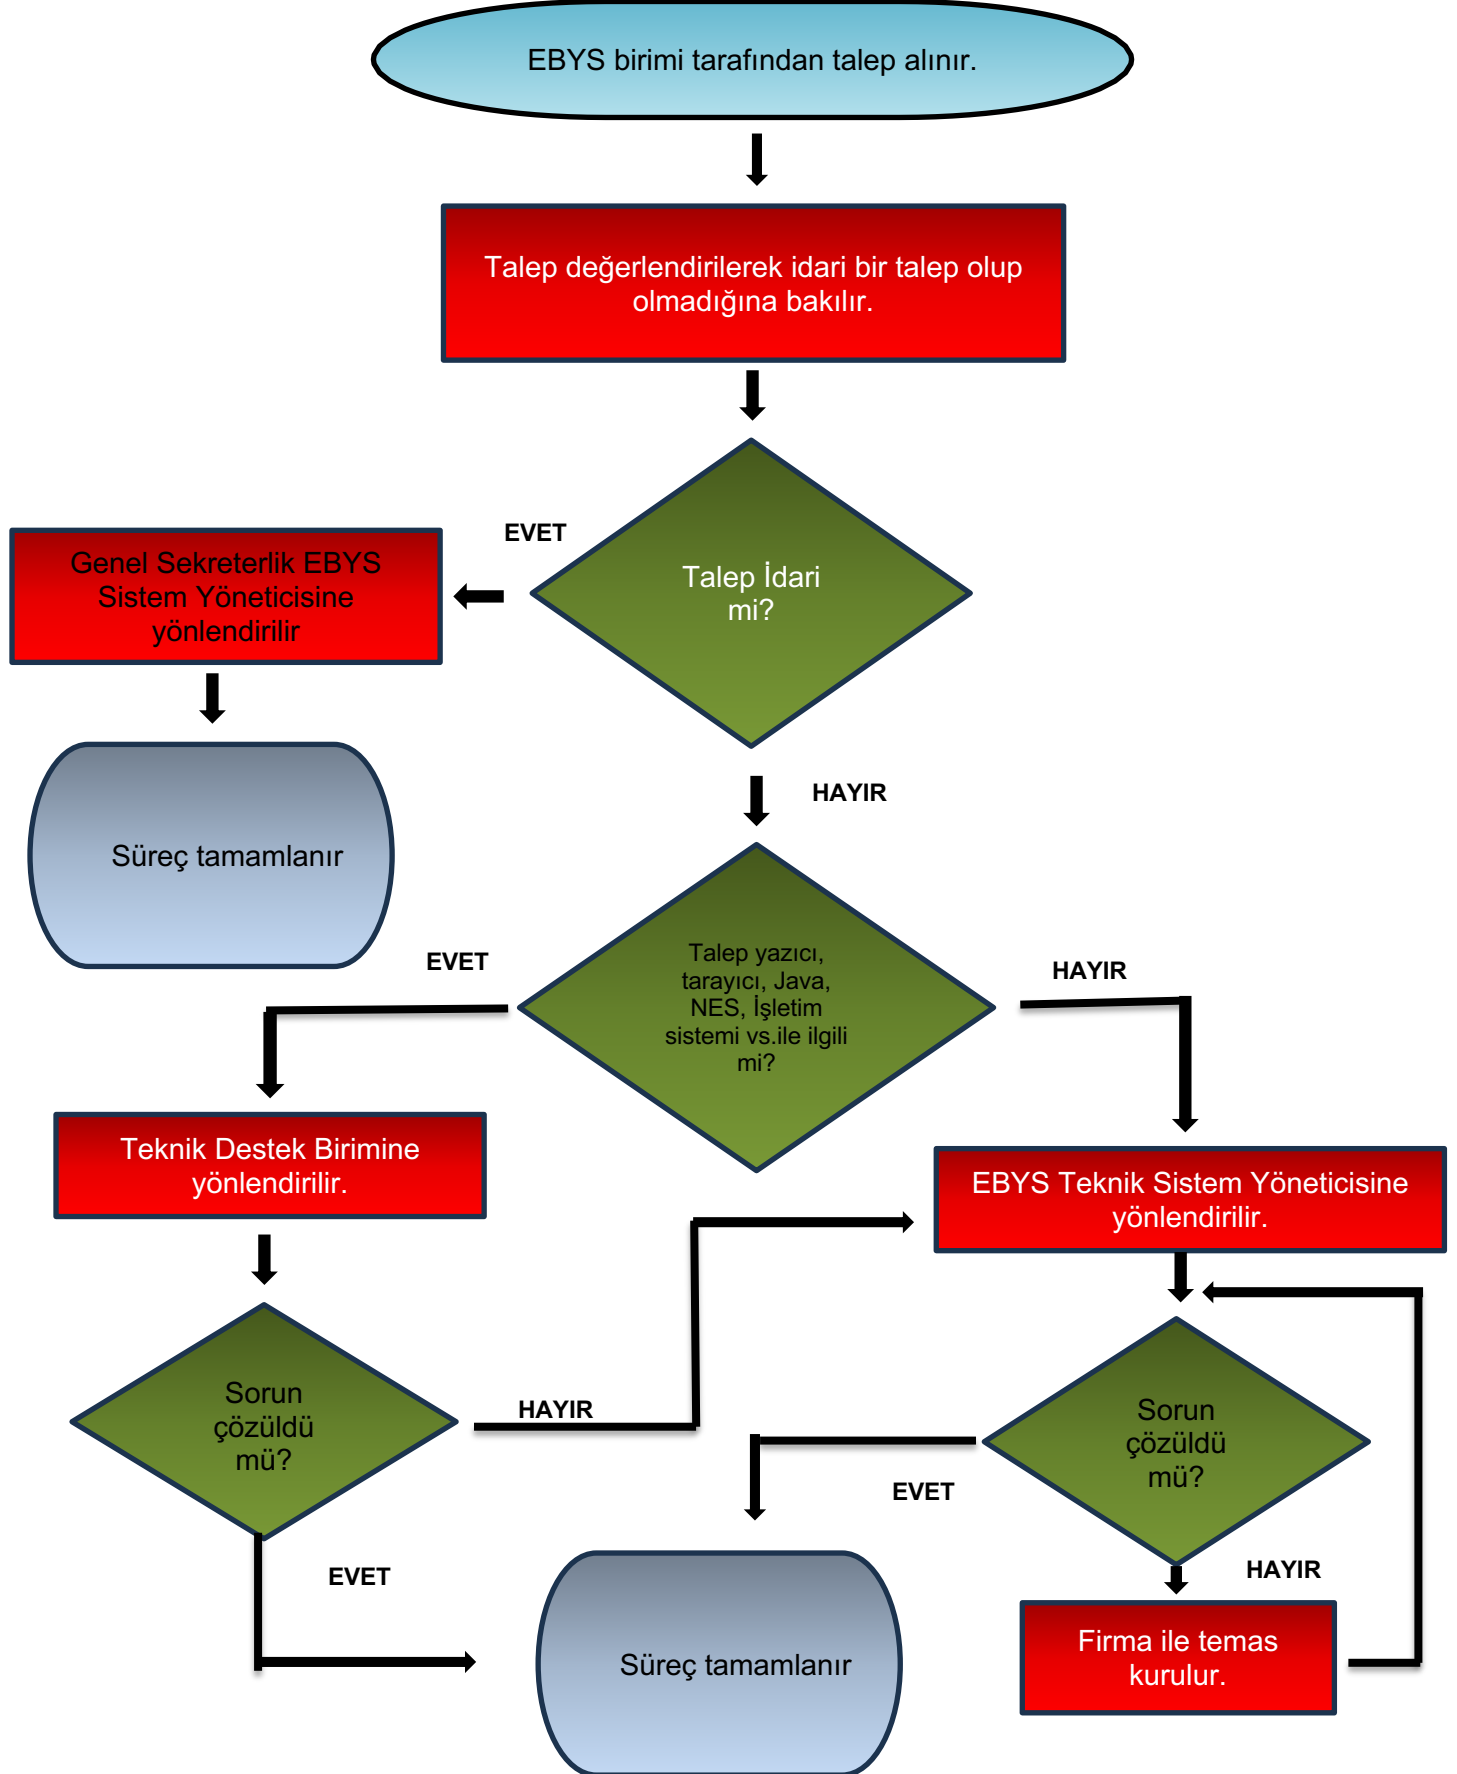 EBYS birimi tarafından talep alınır.
Talep değerlendirilerek idari bir talep olup
olmadığına bakılır.
EVET
Talep İdari
mi?
Genel Sekreterlik EBYS
Sistem Yöneticisine
yönlendirilir
HAYIR
Süreç tamamlanır
EVET
Talep yazıcı,
tarayıcı, Java,
NES, İşletim
sistemi vs.ile ilgili
mi?
HAYIR
Teknik Destek Birimine
yönlendirilir.
EBYS Teknik Sistem Yöneticisine
yönlendirilir.
Sorun
çözüldü
mü?
HAYIR
Sorun
çözüldü
mü?
EVET
EVET
HAYIR
Süreç tamamlanır
Firma ile temas
kurulur.